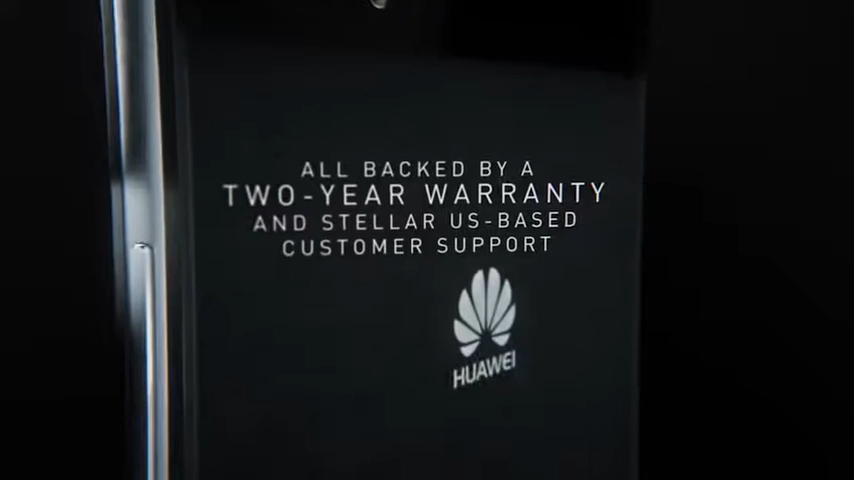 ALL BACKED BY A
TWO-YEAR WARRANTY
AND STELLAR US-BASED
CUSTOMER SUPPORT
HUAWEI